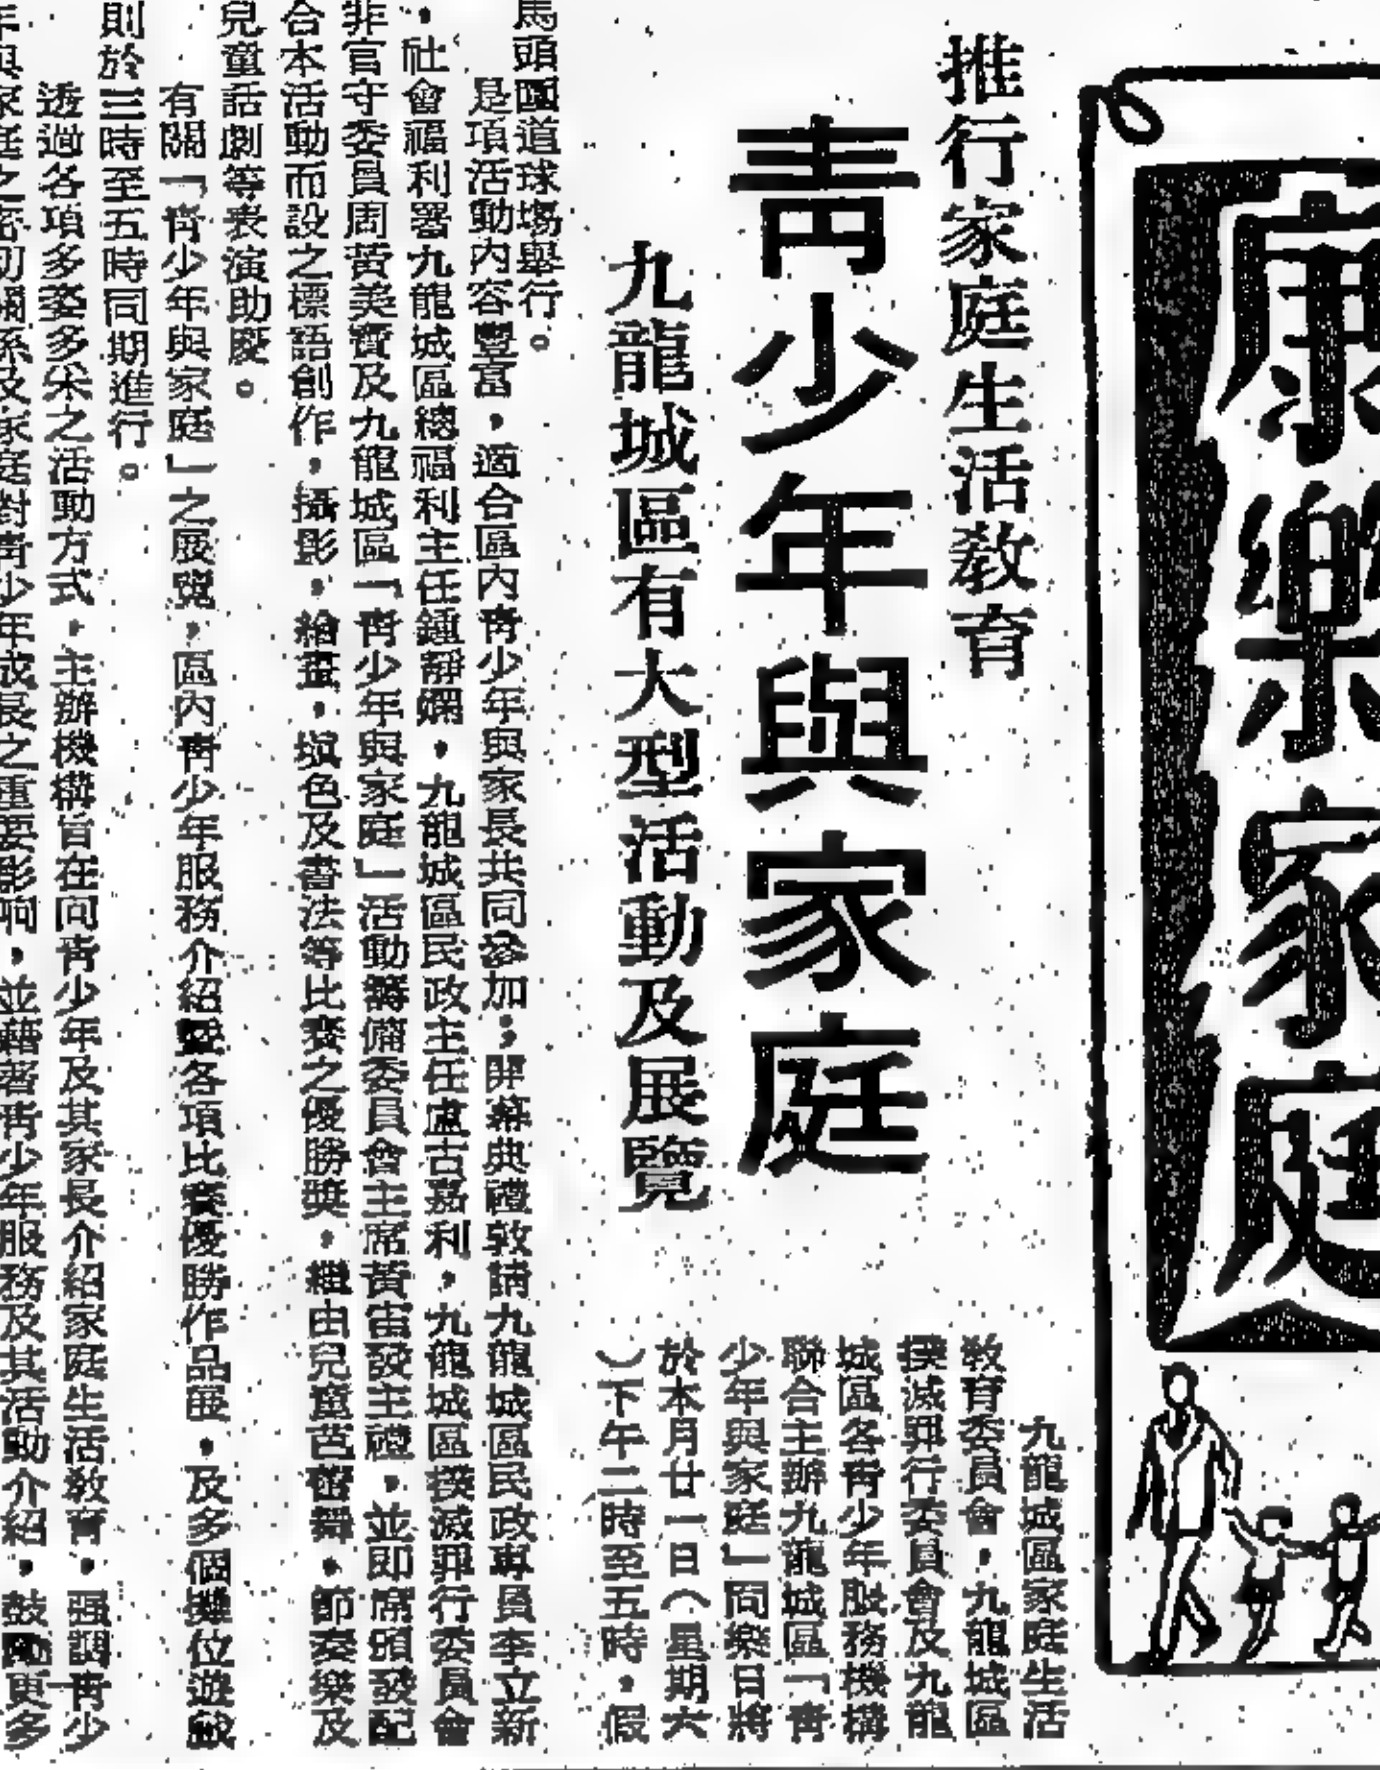 康樂家庭
推行家庭生活教育
青少年與家庭
九龍城區有大型活動及展覽
九龍城區家庭生活
教育委員會,九龍城區
撲滅罪行委員會及九龍
城區各青少年服務機構
聯合主辦九龍城區「青
少年與家庭」同樂日將
於本月廿一日(星期六
)下午二時至五時,假
馬頭圍道球場舉行。
是項活動內容豐富,適合區內青少年與家長共同參加;開幕典禮敦請九龍城區民政專員李立新
,社會福利署九龍城區總福利主任鍾靜嫻,九龍城區民政主任盧古嘉利,九龍城區撲滅罪行委員會
非官守委員周黃美寶及九龍城區「青少年與家庭」活動籌備委員會主席黃宙發主禮,並即席頒發配
合本活動而設之標語創作,攝影,繪畫,填色及書法等比賽之優勝獎。繼由兒童芭蕾舞,節奏樂及
兒童話劇等表演助慶。
有關「青少年與家庭」之展覽,區內青少年服務介紹暨各項比賽優勝作品展,及多個攤位遊戲
則於三時至五時同期進行。
透過各項多姿多采之活動方式,主辦機構旨在向青少年及其家長介紹家庭生活教育,强調青少
年與家庭之密切關係及家庭對青少年成長之重要影响,並藉著青少年服務及其活動介紹,鼓勵更多